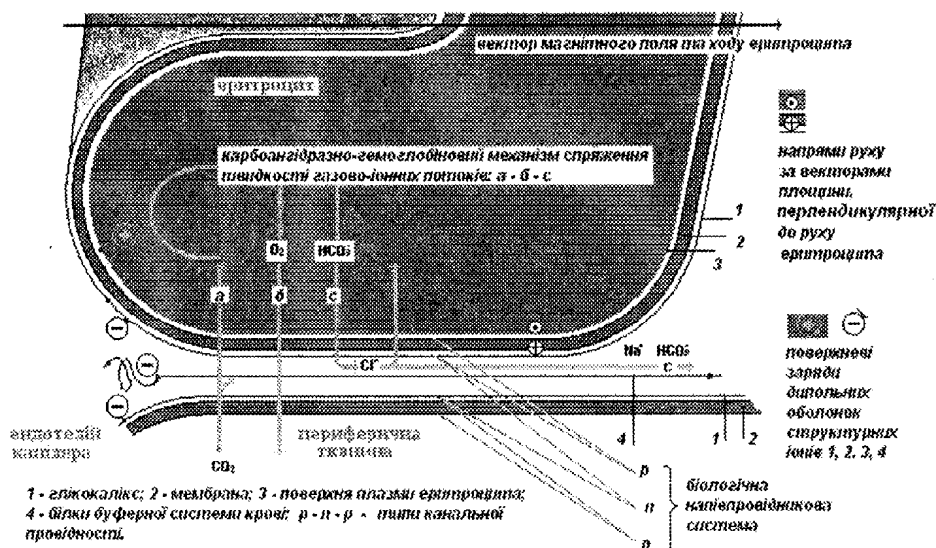 вектор магнітного поля та ходу еритроцита
еритроцит
карбоангідразно-гемоглобіновий механізм спряження
швидкості газово-іонних потоків: а - б - с
O₂
HCO₃⁻
а
б
с
напрями руху
за векторами
площини,
перпендикулярної
до руху
еритроцита
1
2
3
Cl⁻
Na⁺ HCO₃⁻
с
поверхневі
заряди
дипольних
оболонок
структурних
іонів 1, 2, 3, 4
ендотелій
капіляра
CO₂
периферична
тканина
4
1
2
p
n
p
біологічна
напівпровідникова
система
1 - глікокалікс; 2 - мембрана; 3 - поверхня плазми еритроцита;
4 - білки буферної системи крові; p - n - p - типи канальної
провідності.